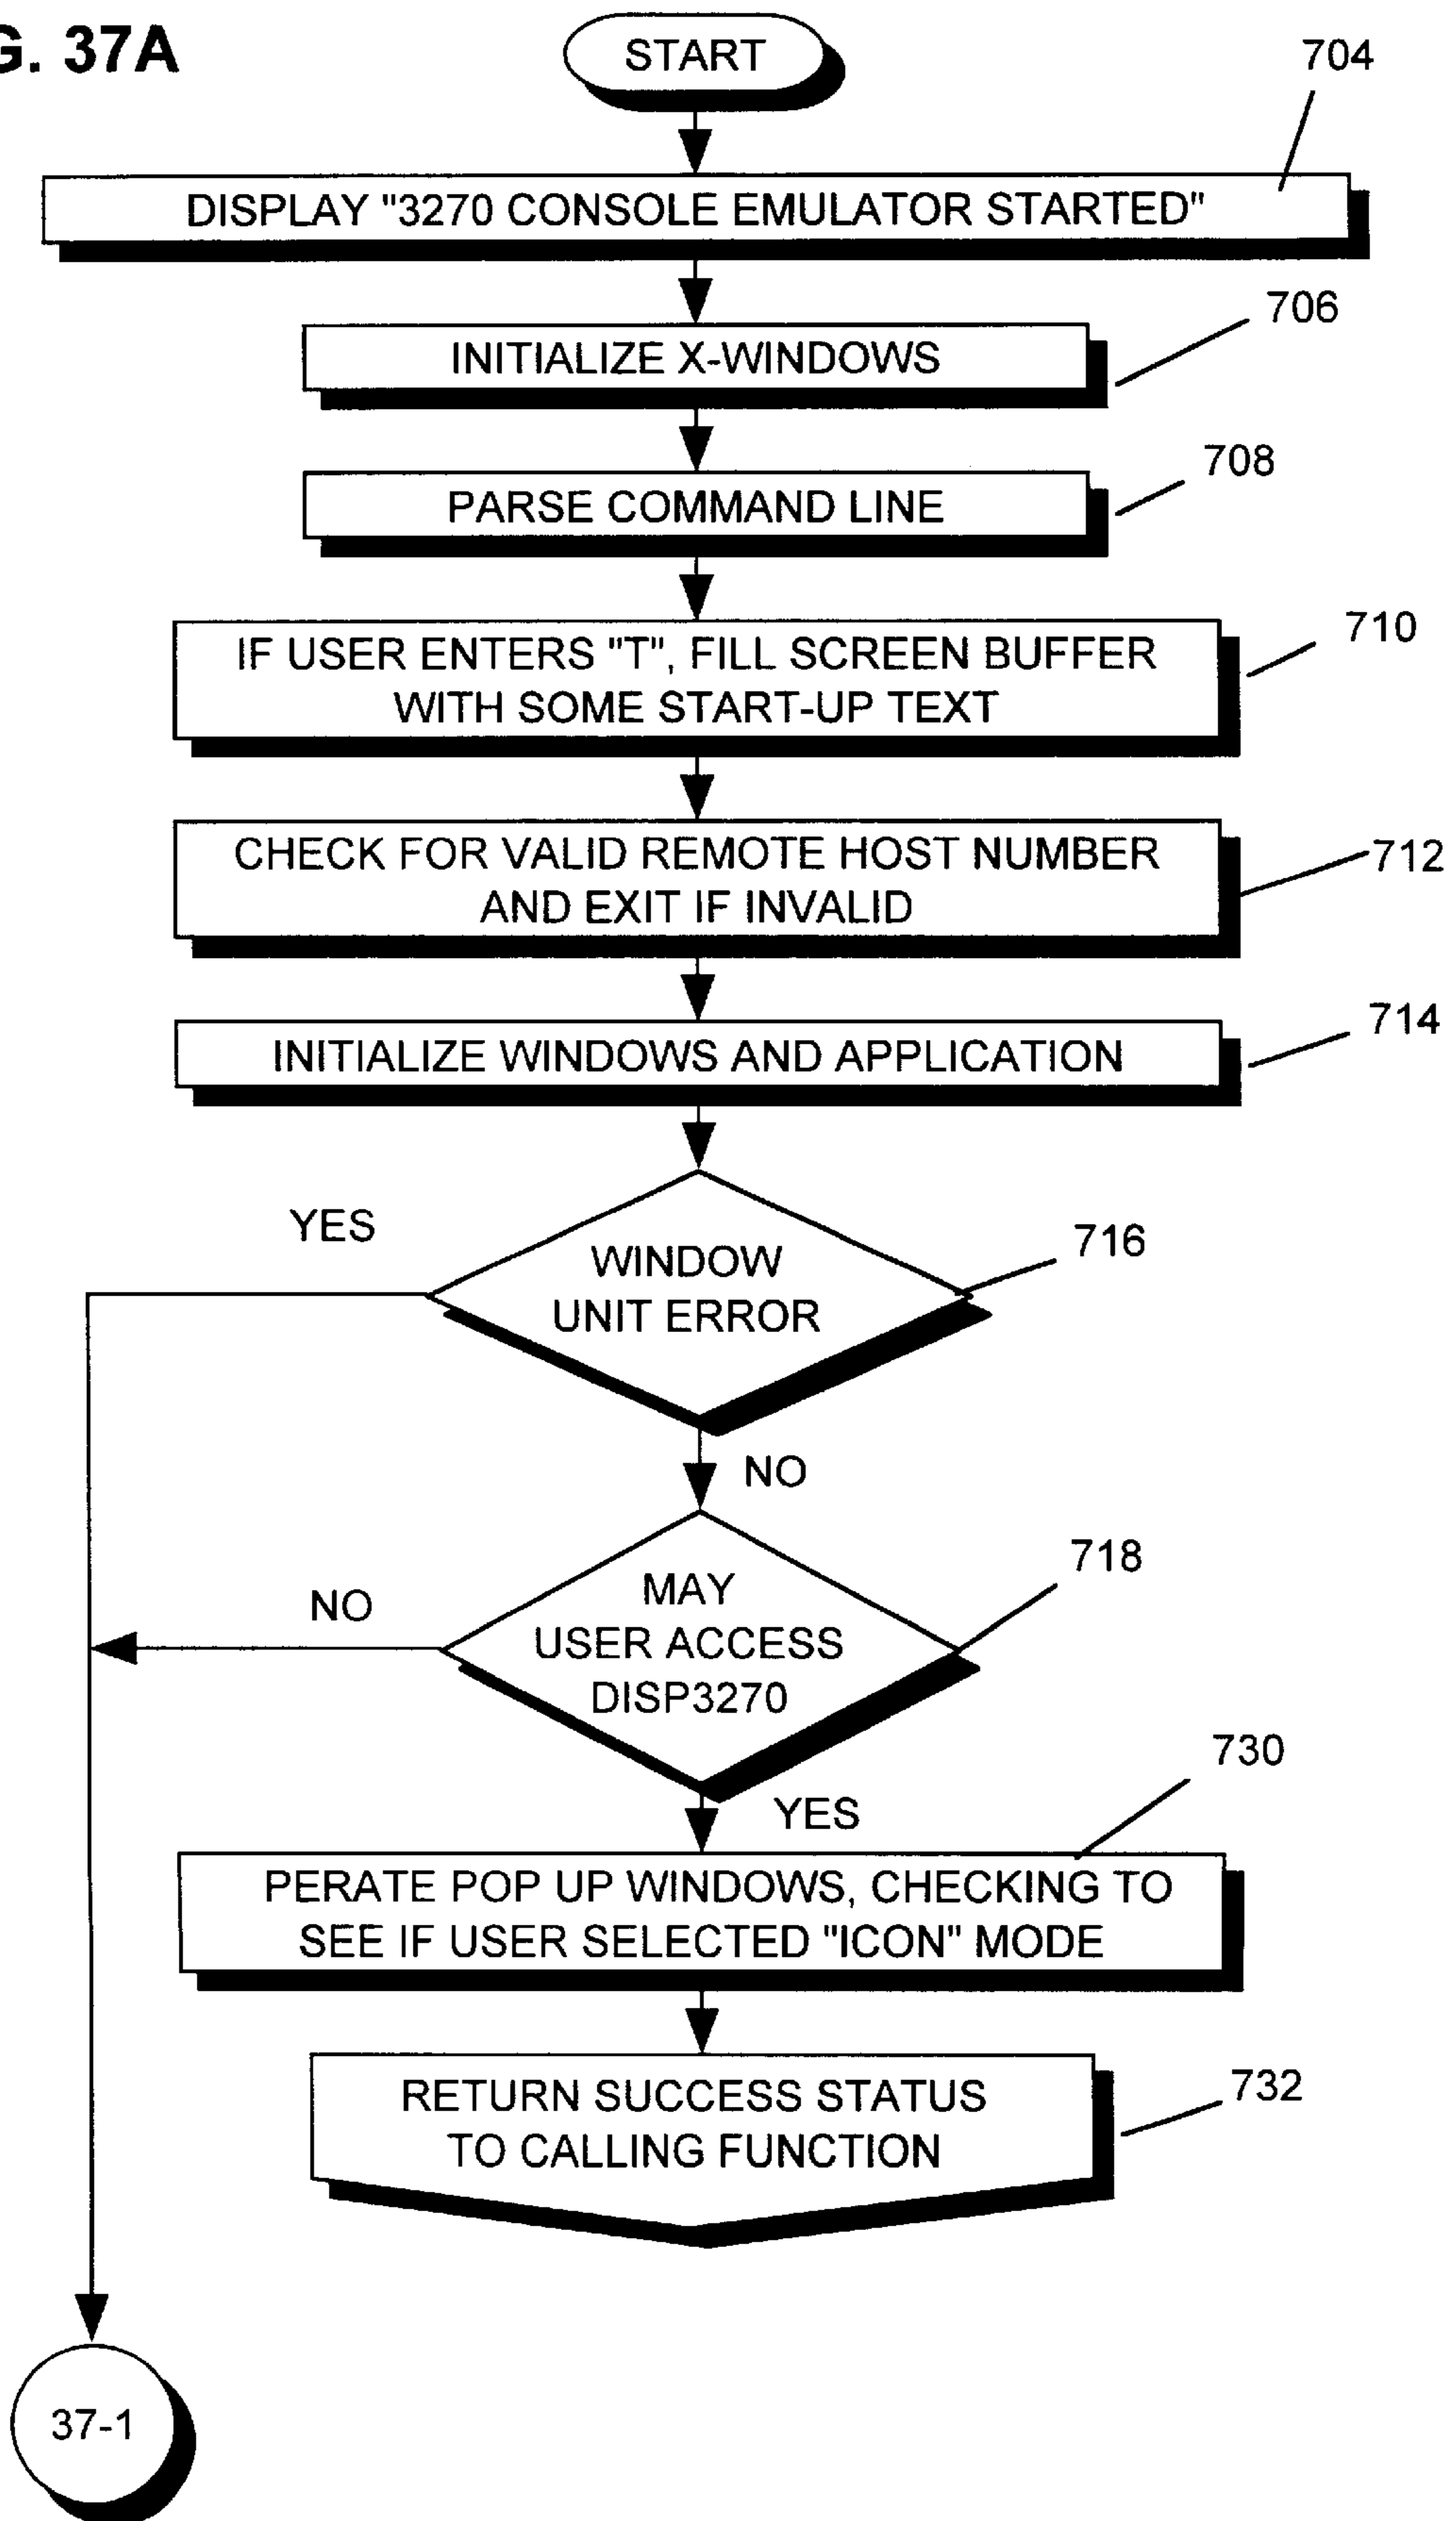 G. 37A
START
704
DISPLAY "3270 CONSOLE EMULATOR STARTED"
706
INITIALIZE X-WINDOWS
708
PARSE COMMAND LINE
710
IF USER ENTERS "T", FILL SCREEN BUFFER
WITH SOME START-UP TEXT
712
CHECK FOR VALID REMOTE HOST NUMBER
AND EXIT IF INVALID
714
INITIALIZE WINDOWS AND APPLICATION
YES
716
WINDOW
UNIT ERROR
NO
718
NO
MAY
USER ACCESS
DISP3270
730
YES
PERATE POP UP WINDOWS, CHECKING TO
SEE IF USER SELECTED "ICON" MODE
732
RETURN SUCCESS STATUS
TO CALLING FUNCTION
37-1